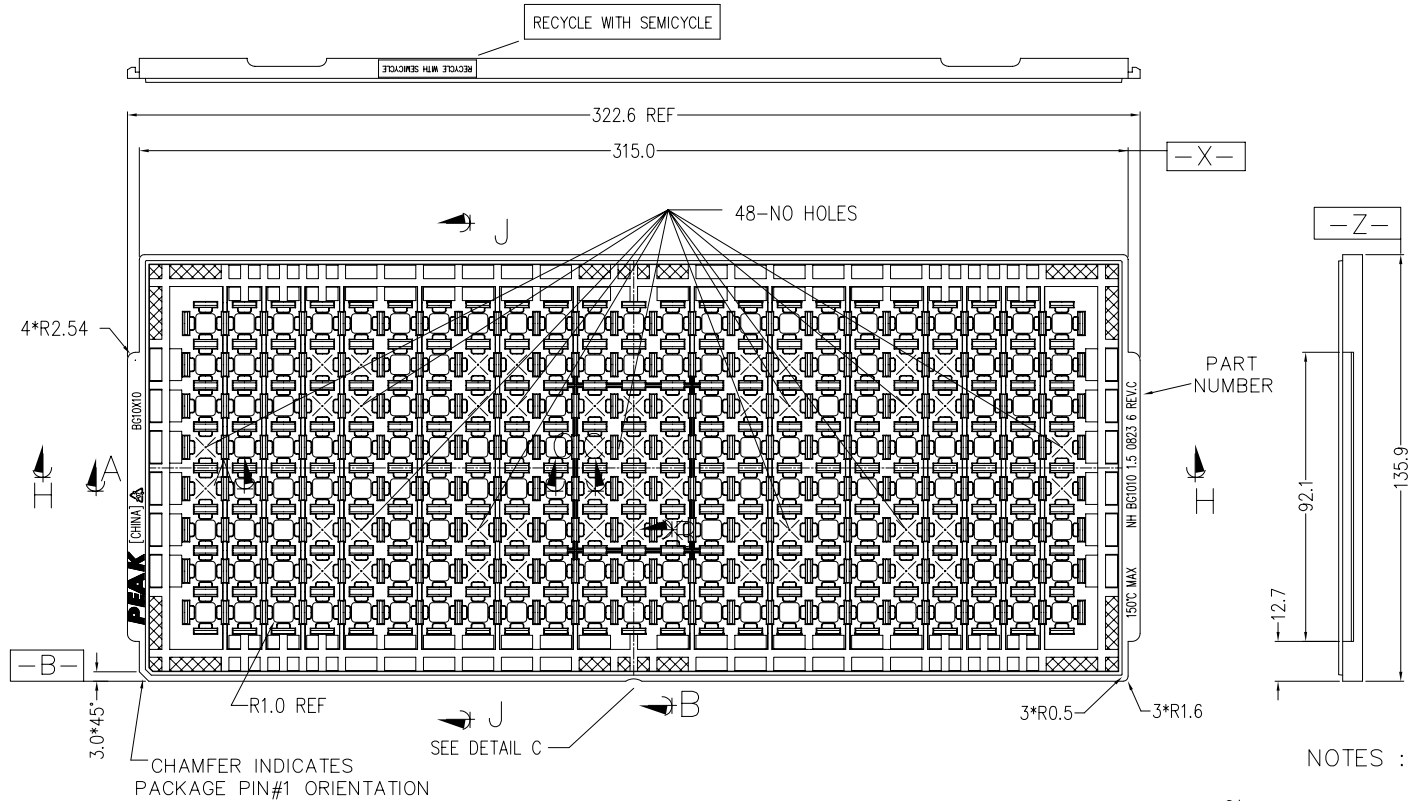 RECYCLE WITH SEMICYCLE
RECYCLE WITH SEMICYCLE
322.6 REF
315.0
-X-
48-NO HOLES
J
-Z-
4*R2.54
PART
NUMBER
BG10X10
[CHINA]
PEAK
NH BG1010 1.5 0823 6 REV.C
150°C MAX
H
A
H
92.1
135.9
12.7
-B-
3.0*45°
R1.0 REF
J
B
SEE DETAIL C
3*R0.5
3*R1.6
CHAMFER INDICATES
PACKAGE PIN#1 ORIENTATION
NOTES :